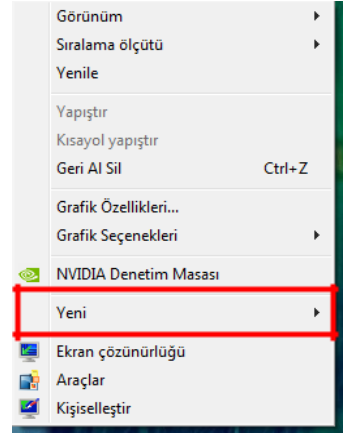 Görünüm
Sıralama ölçütü
Yenile
Yapıştır
Kısayol yapıştır
Geri Al Sil Ctrl+Z
Grafik Özellikleri...
Grafik Seçenekleri
NVIDIA Denetim Masası
Yeni
Ekran çözünürlüğü
Araçlar
Kişiselleştir